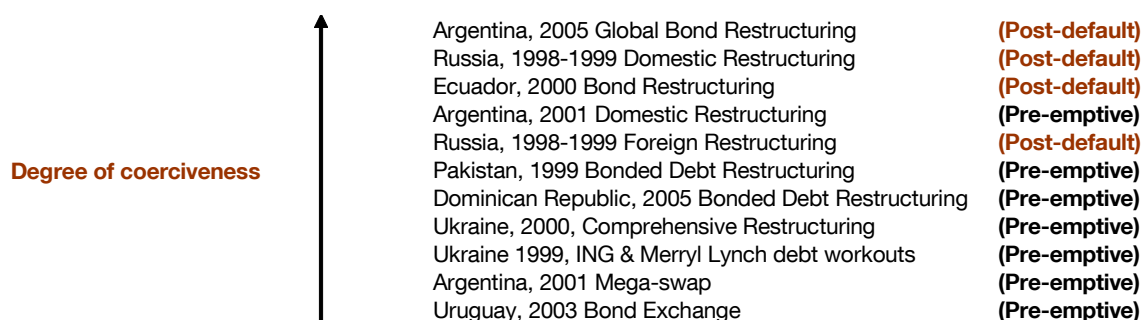 Argentina, 2005 Global Bond Restructuring (Post-default)
Russia, 1998-1999 Domestic Restructuring (Post-default)
Ecuador, 2000 Bond Restructuring (Post-default)
Argentina, 2001 Domestic Restructuring (Pre-emptive)
Russia, 1998-1999 Foreign Restructuring (Post-default)
Degree of coerciveness Pakistan, 1999 Bonded Debt Restructuring (Pre-emptive)
Dominican Republic, 2005 Bonded Debt Restructuring (Pre-emptive)
Ukraine, 2000, Comprehensive Restructuring (Pre-emptive)
Ukraine 1999, ING & Merryl Lynch debt workouts (Pre-emptive)
Argentina, 2001 Mega-swap (Pre-emptive)
Uruguay, 2003 Bond Exchange (Pre-emptive)